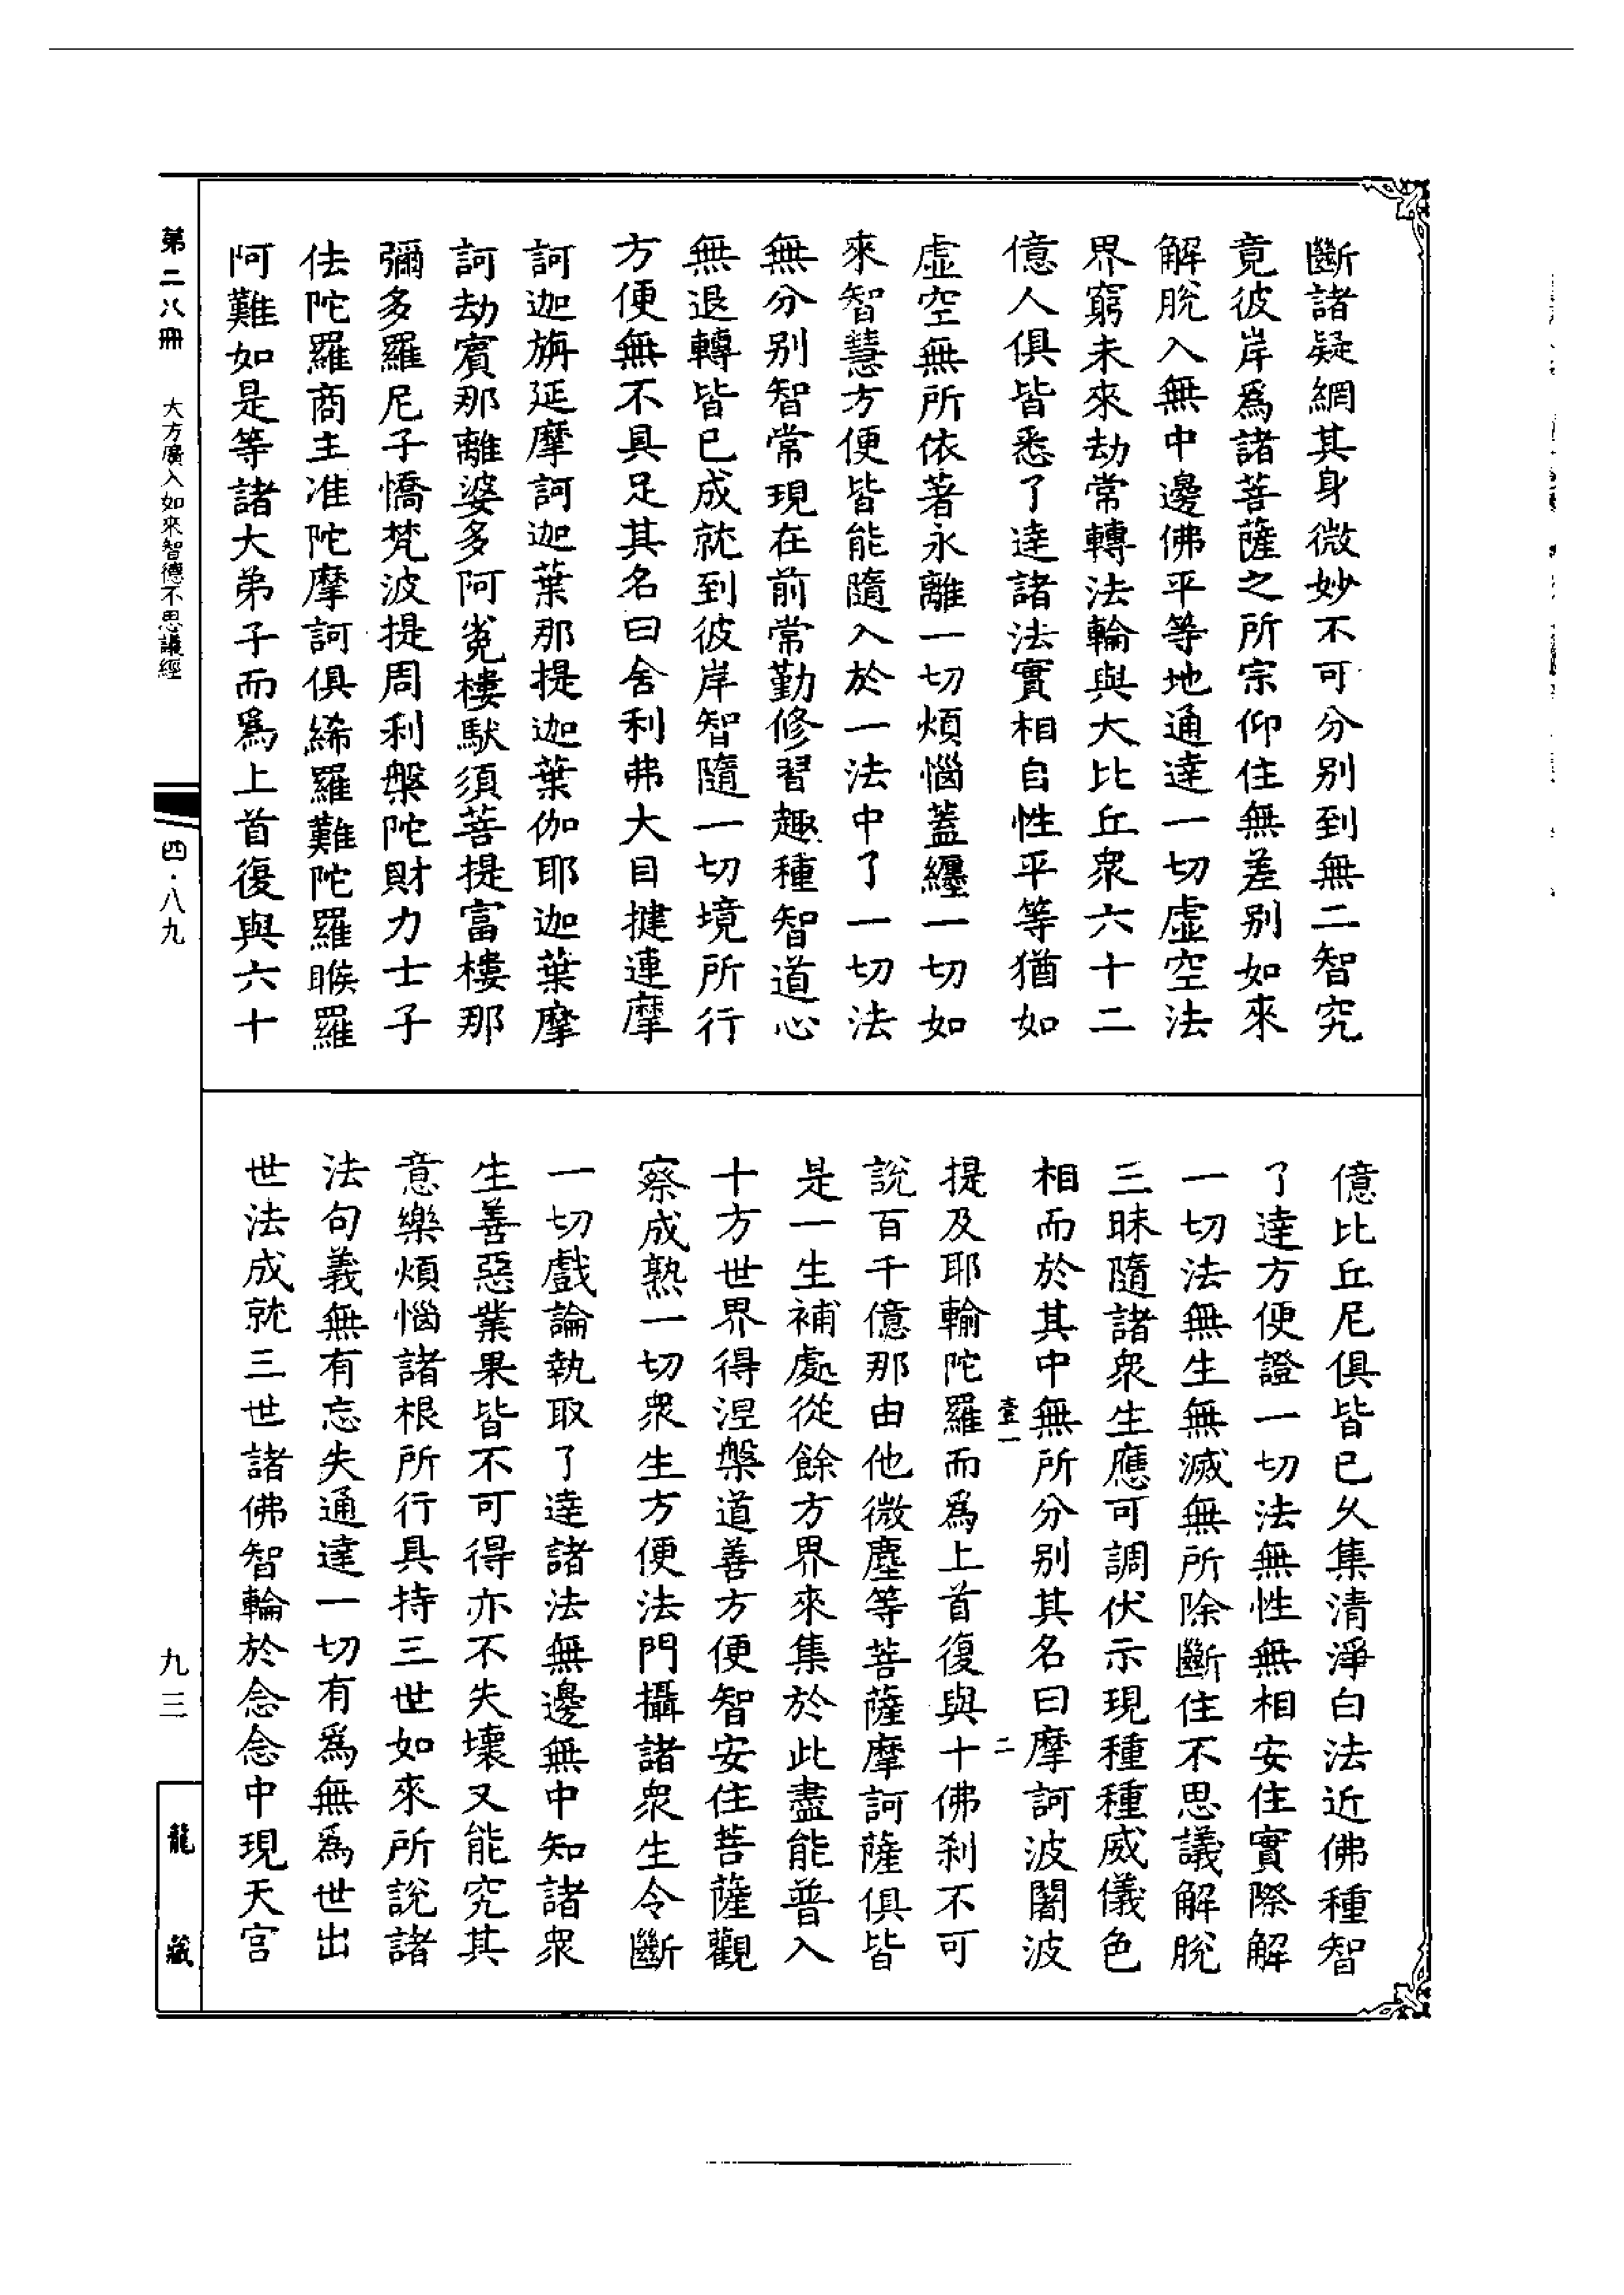 斷諸疑網其身微妙不可分别到無二智究
竟彼岸爲諸菩薩之所宗仰住無差别如來
解脫入無中邊佛平等地通達一切虛空法
界窮未來劫常轉法輪與大比丘衆六十二
億人俱皆悉了達諸法實相自性平等猶如
虛空無所依著永離一切煩惱蓋纏一切如
來智慧方便皆能隨入於一法中了一切法
無分别智常現在前常勤修習趣種智道心
無退轉皆已成就到彼岸智隨一切境所行
方便無不具足其名曰舍利弗大目揵連摩
訶迦旃延摩訶迦葉那提迦葉伽耶迦葉摩
訶劫賓那離婆多阿㝹樓馱須菩提富樓那
彌多羅尼子憍梵波提周利槃陀財力士子
佉陀羅商主准陀摩訶俱絺羅難陀羅睺羅
阿難如是等諸大弟子而爲上首復與六十
億比丘尼俱皆已久集清淨白法近佛種智
了達方便證一切法無性無相安住實際解
一切法無生無滅無所除斷住不思議解脫
三昧隨諸衆生應可調伏示現種種威儀色
相而於其中無所分别其名曰摩訶波闍波
壹一
二
提及耶輸陀羅而爲上首復與十佛刹不可
說百千億那由他微塵等菩薩摩訶薩俱皆
是一生補處從餘方界來集於此盡能普入
十方世界得涅槃道善方便智安住菩薩觀
察成熟一切衆生方便法門攝諸衆生令斷
一切戲論執取了達諸法無邊無中知諸衆
生善惡業果皆不可得亦不失壞又能究其
意樂煩惱諸根所行具持三世如來所說諸
法句義無有忘失通達一切有爲無爲世出
世法成就三世諸佛智輪於念念中現天宫
第二八冊
大方廣入如來智德不思議經
四·八九
九三
龍藏